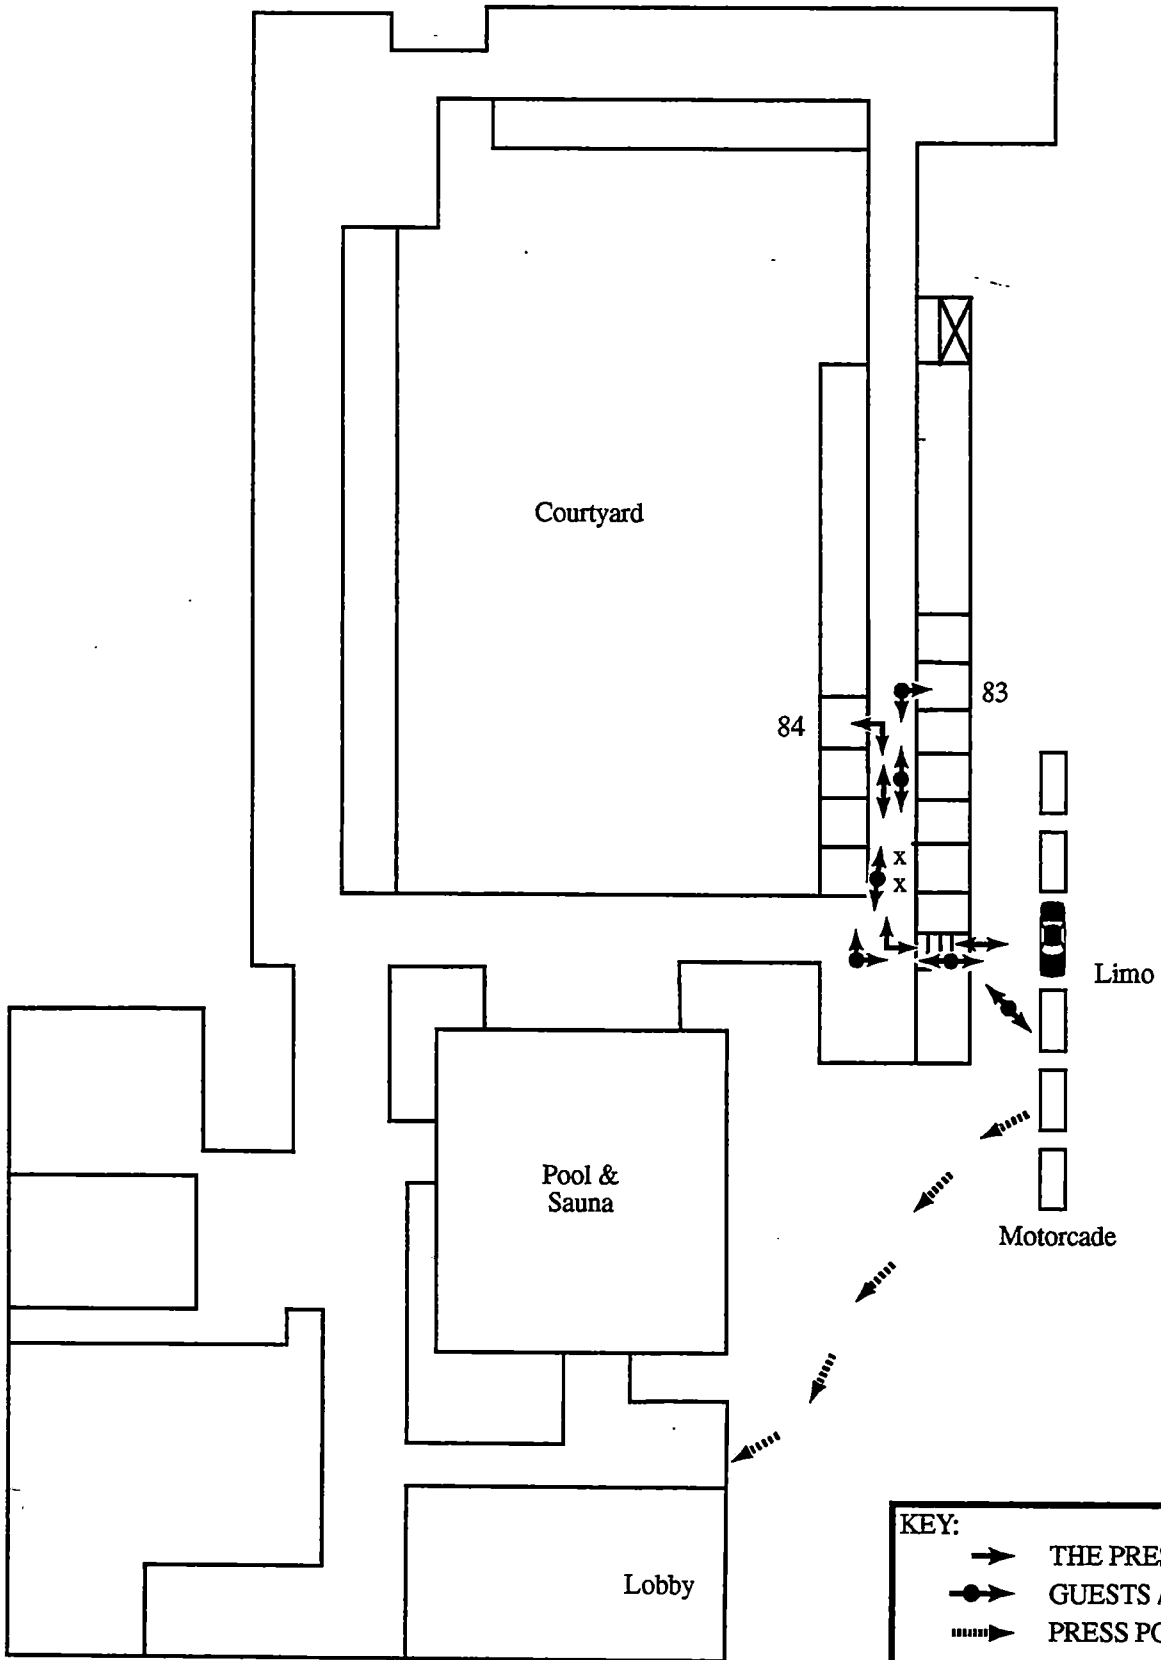 Courtyard
83
84
x
x
Limo
Pool &
Sauna
Motorcade
Lobby
KEY:
THE PRES
GUESTS A
PRESS PO